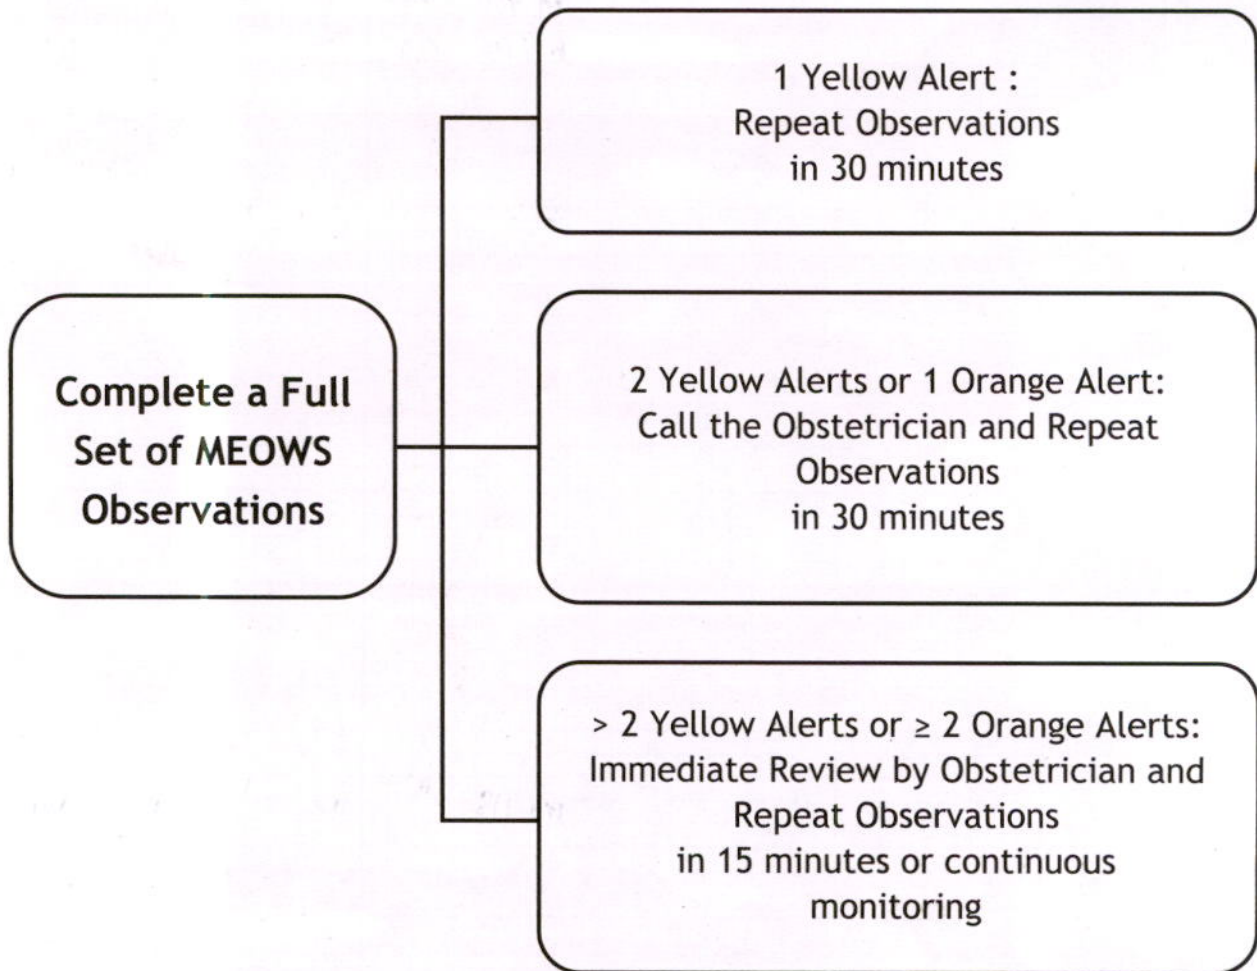 Complete a Full
Set of MEOWS
Observations
1 Yellow Alert :
Repeat Observations
in 30 minutes
2 Yellow Alerts or 1 Orange Alert:
Call the Obstetrician and Repeat
Observations
in 30 minutes
> 2 Yellow Alerts or ≥ 2 Orange Alerts:
Immediate Review by Obstetrician and
Repeat Observations
in 15 minutes or continuous
monitoring